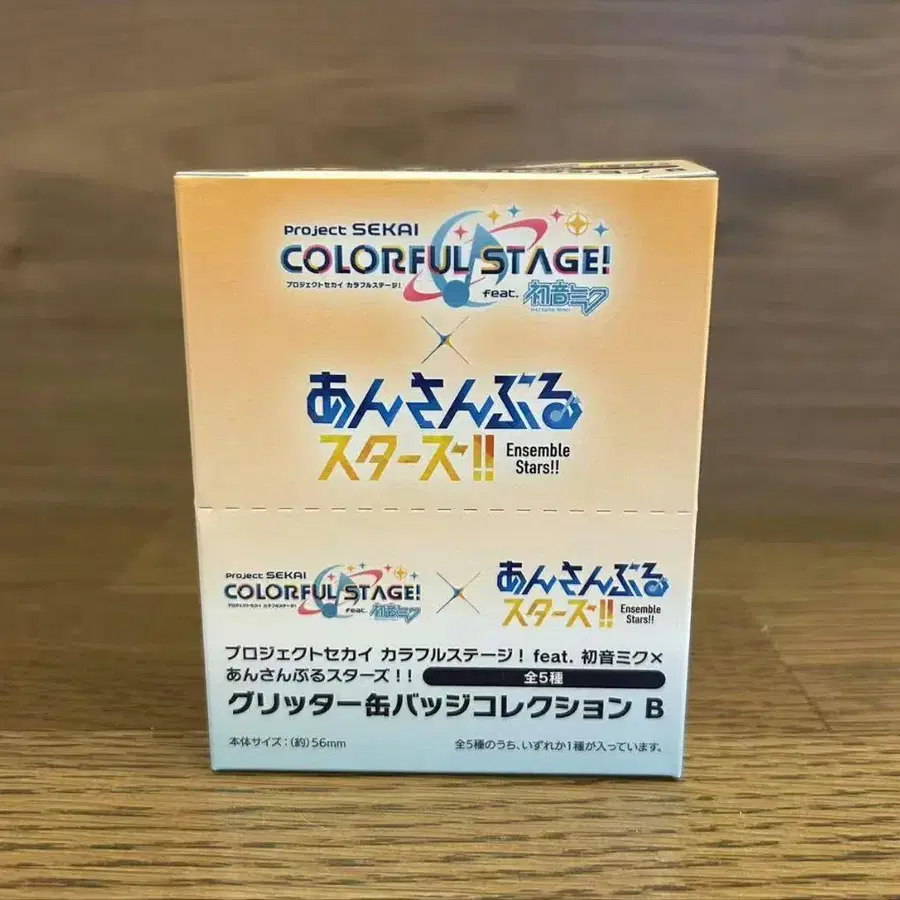 Project SEKAI
COLORFUL STAGE!
プロジェクトセカイ カラフルステージ!
feat. 初音ミク
HATSUNE MIKU
×
あんさんぶる
スターズ!! Ensemble Stars!!
Project SEKAI
COLORFUL STAGE!
プロジェクトセカイ カラフルステージ!
feat. 初音ミク
×
あんさんぶる
スターズ!! Ensemble Stars!!
プロジェクトセカイ カラフルステージ! feat. 初音ミク×
あんさんぶるスターズ!! 全5種
グリッター缶バッジコレクション B
本体サイズ:(約)56mm 全5種のうち、いずれか1種が入っています。